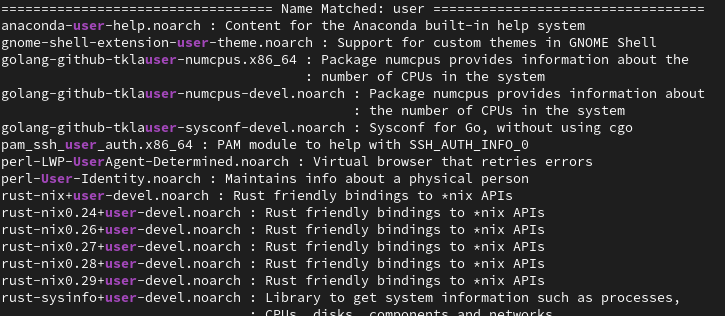 ================================== Name Matched: user ==================================
anaconda-user-help.noarch : Content for the Anaconda built-in help system
gnome-shell-extension-user-theme.noarch : Support for custom themes in GNOME Shell
golang-github-tklauser-numcpus.x86_64 : Package numcpus provides information about the
: number of CPUs in the system
golang-github-tklauser-numcpus-devel.noarch : Package numcpus provides information about
: the number of CPUs in the system
golang-github-tklauser-sysconf-devel.noarch : Sysconf for Go, without using cgo
pam_ssh_user_auth.x86_64 : PAM module to help with SSH_AUTH_INFO_0
perl-LWP-UserAgent-Determined.noarch : Virtual browser that retries errors
perl-User-Identity.noarch : Maintains info about a physical person
rust-nix+user-devel.noarch : Rust friendly bindings to *nix APIs
rust-nix0.24+user-devel.noarch : Rust friendly bindings to *nix APIs
rust-nix0.26+user-devel.noarch : Rust friendly bindings to *nix APIs
rust-nix0.27+user-devel.noarch : Rust friendly bindings to *nix APIs
rust-nix0.28+user-devel.noarch : Rust friendly bindings to *nix APIs
rust-nix0.29+user-devel.noarch : Rust friendly bindings to *nix APIs
rust-sysinfo+user-devel.noarch : Library to get system information such as processes,
: CPUs, disks, components and networks